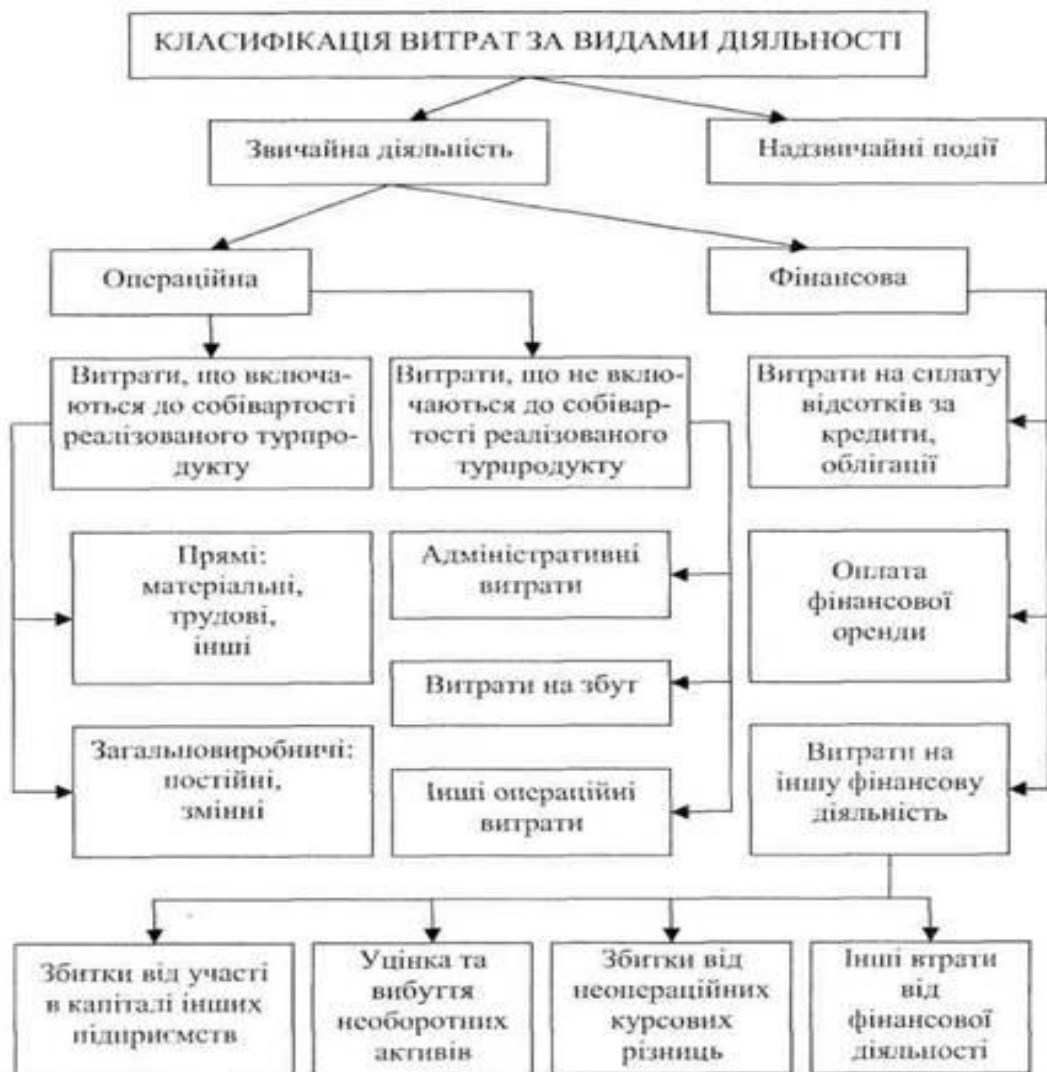 КЛАСИФІКАЦІЯ ВИТРАТ ЗА ВИДАМИ ДІЯЛЬНОСТІ
Звичайна діяльність
Надзвичайні події
Операційна
Фінансова
Витрати, що включа-
ються до собівартості
реалізованого турпро-
дукту
Витрати, що не вклю-
чаються до собівар-
тості реалізованого
турпродукту
Витрати на сплату
відсотків за
кредити,
облігації
Прямі:
матеріальні,
трудові,
інші
Адміністративні
витрати
Оплата
фінансової
оренди
Витрати на збут
Загальновиробничі:
постійні,
змінні
Інші операційні
витрати
Витрати на
іншу фінансову
діяльність
Збитки від участі
в капіталі інших
підприємств
Уцінка та
вибуття
необоротних
активів
Збитки від
неопераційних
курсових
різниць
Інші втрати
від
фінансової
діяльності